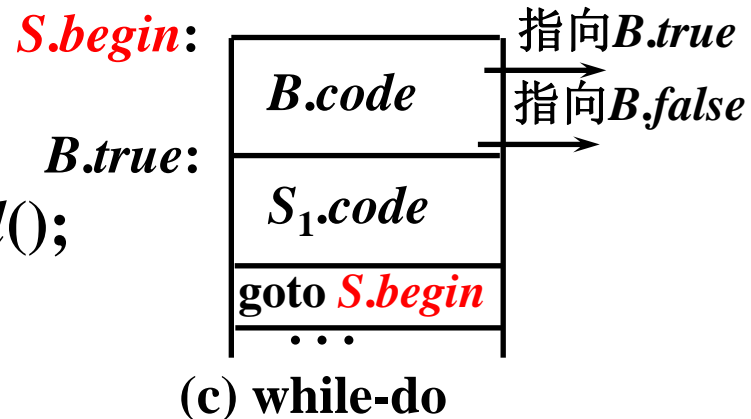 S.begin:
指向B.true
B.code
指向B.false
B.true:
S₁.code
();
goto S.begin
...
(c) while-do